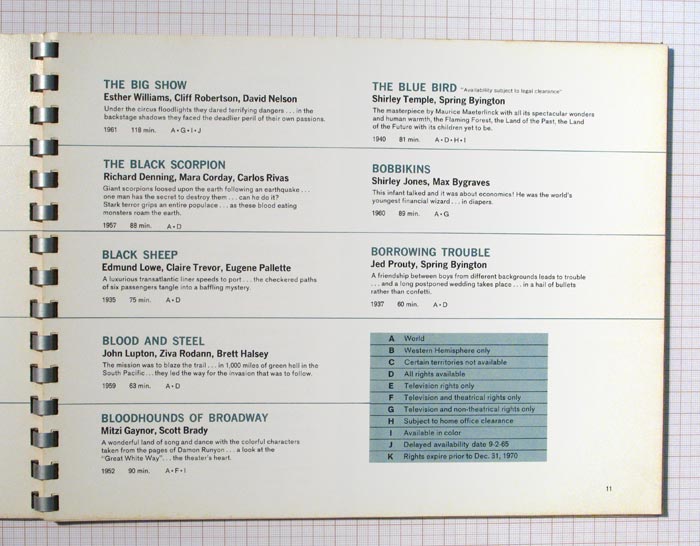 THE BIG SHOW
Esther Williams, Cliff Robertson, David Nelson
Under the circus floodlights they dared terrifying dangers . . . in the
backstage shadows they faced the deadlier peril of their own passions.
1961 118 min. A • G • I • J
THE BLACK SCORPION
Richard Denning, Mara Corday, Carlos Rivas
Giant scorpions loosed upon the earth following an earthquake . . .
one man has the secret to destroy them . . . can he do it?
Stark terror grips an entire populace . . . as these blood eating
monsters roam the earth.
1957 88 min. A • D
BLACK SHEEP
Edmund Lowe, Claire Trevor, Eugene Pallette
A luxurious transatlantic liner speeds to port . . . the checkered paths
of six passengers tangle into a baffling mystery.
1935 75 min. A • D
BLOOD AND STEEL
John Lupton, Ziva Rodann, Brett Halsey
The mission was to blaze the trail . . . in 1,000 miles of green hell in the
South Pacific . . . they led the way for the invasion that was to follow.
1959 63 min. A • D
BLOODHOUNDS OF BROADWAY
Mitzi Gaynor, Scott Brady
A wonderful land of song and dance with the colorful characters
taken from the pages of Damon Runyon . . . a look at the
"Great White Way" . . . the theater's heart.
1952 90 min. A • F • I
THE BLUE BIRD "Availability subject to legal clearance"
Shirley Temple, Spring Byington
The masterpiece by Maurice Maeterlinck with all its spectacular wonders
and human warmth, the Flaming Forest, the Land of the Past, the Land
of the Future with its children yet to be.
1940 81 min. A • D • H • I
BOBBIKINS
Shirley Jones, Max Bygraves
This infant talked and it was about economics! He was the world's
youngest financial wizard . . . in diapers.
1960 89 min. A • G
BORROWING TROUBLE
Jed Prouty, Spring Byington
A friendship between boys from different backgrounds leads to trouble
. . . and a long postponed wedding takes place . . . in a hail of bullets
rather than confetti.
1937 60 min. A • D
A World
B Western Hemisphere only
C Certain territories not available
D All rights available
E Television rights only
F Television and theatrical rights only
G Television and non-theatrical rights only
H Subject to home office clearance
I Available in color
J Delayed availability date 9-2-65
K Rights expire prior to Dec. 31, 1970
11